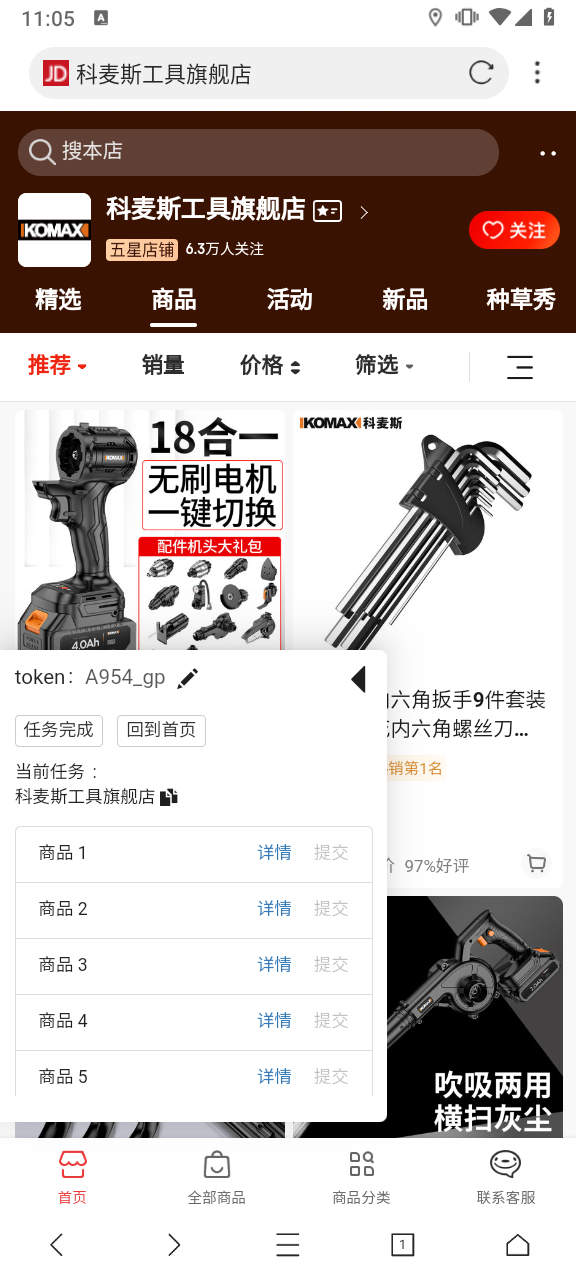 11:05
A
JD 科麦斯工具旗舰店
搜本店
KOMAX
科麦斯工具旗舰店
五星店铺 6.3万人关注
关注
精选 商品 活动 新品 种草秀
推荐 销量 价格 筛选
18合一
KOMAX
无刷电机
一键切换
配件机头大礼包
4.0Ah
KOMAX科麦斯
六角扳手9件套装
内六角螺丝刀...
销第1名
97%好评
token: A954_gp
任务完成 回到首页
当前任务：
科麦斯工具旗舰店
商品 1 详情 提交
商品 2 详情 提交
商品 3 详情 提交
商品 4 详情 提交
商品 5 详情 提交
KOMAX
2.0Ah
吹吸两用
横扫灰尘
首页 全部商品 商品分类 联系客服
1